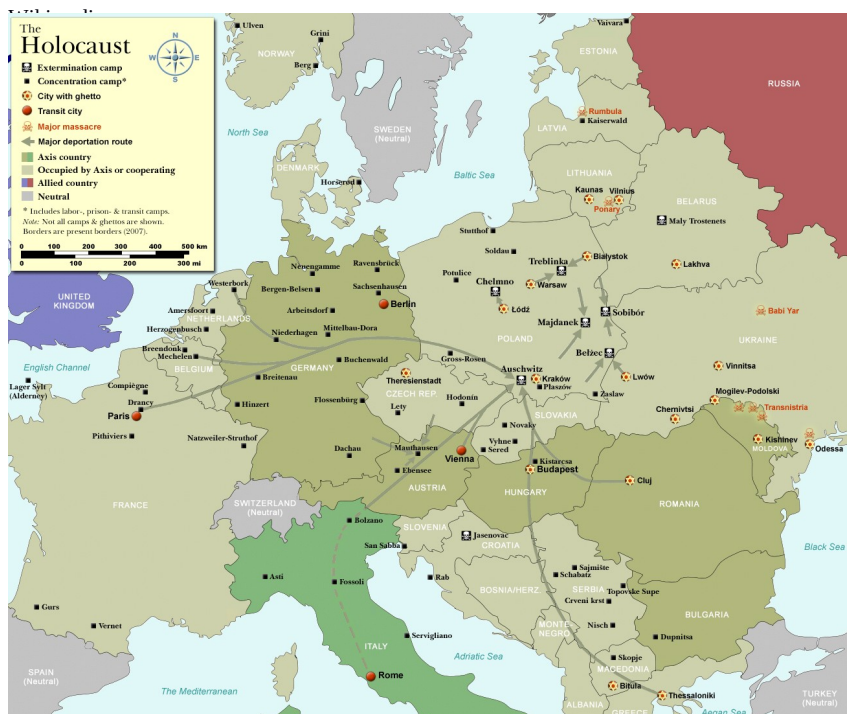 The
Holocaust
N
W
E
S
Extermination camp
Concentration camp*
City with ghetto
Transit city
Major massacre
Major deportation route
Axis country
Occupied by Axis or cooperating
Allied country
Neutral
* Includes labor-, prison- & transit camps.
Note: Not all camps & ghettos are shown.
Borders are present borders (2007).
0 100 200 300 400 500 km
0 100 200 300 mi
Ulven
Grini
NORWAY
Berg
Vaivara
ESTONIA
RUSSIA
North Sea
SWEDEN
(Neutral)
Rumbula
Kaiserwald
LATVIA
DENMARK
Horserød
Baltic Sea
LITHUANIA
Kaunas
Vilnius
Ponary
BELARUS
Maly Trostenets
Stutthof
Soldau
Treblinka
Białystok
Lakhva
Potulice
Chelmno
Warsaw
Łódź
POLAND
Majdanek
Sobibór
Bełżec
Babi Yar
UKRAINE
Ravensbrück
Neuengamme
Sachsenhausen
Bergen-Belsen
Berlin
Arbeitsdorf
Niederhagen
Mittelbau-Dora
Westerbork
Amersfoort
NETHERLANDS
Herzogenbusch
UNITED
KINGDOM
English Channel
Lager Sylt
(Alderney)
Breendonk
Mechelen
BELGIUM
GERMANY
Buchenwald
Breitenau
Gross-Rosen
Auschwitz
Kraków
Płaszów
Lwów
Vinnitsa
Mogilev-Podolski
Zaslaw
Chernivtsi
Transnistria
Kishinev
MOLDOVA
Odessa
Compiègne
Drancy
Paris
Pithiviers
Hinzert
Natzweiler-Struthof
Theresienstadt
CZECH REP.
Flossenbürg
Lety
Hodonín
SLOVAKIA
Novaky
Vyhne
Sered
Dachau
Mauthausen
Ebensee
Vienna
AUSTRIA
Kistarcsa
Budapest
HUNGARY
Cluj
ROMANIA
FRANCE
SWITZERLAND
(Neutral)
Bolzano
SLOVENIA
San Sabba
Jasenovac
CROATIA
Black Sea
Asti
Fossoli
Rab
BOSNIA/HERZ.
Sajmište
Schabatz
SERBIA
Topovske Supe
Crveni krst
Nisch
MONTE
NEGRO
BULGARIA
Dupnitsa
Gurs
Vernet
Servigliano
ITALY
Adriatic Sea
Skopje
MACEDONIA
Bitula
SPAIN
(Neutral)
The Mediterranean
Rome
ALBANIA
GREECE
Thessaloniki
Aegean Sea
TURKEY
(Neutral)